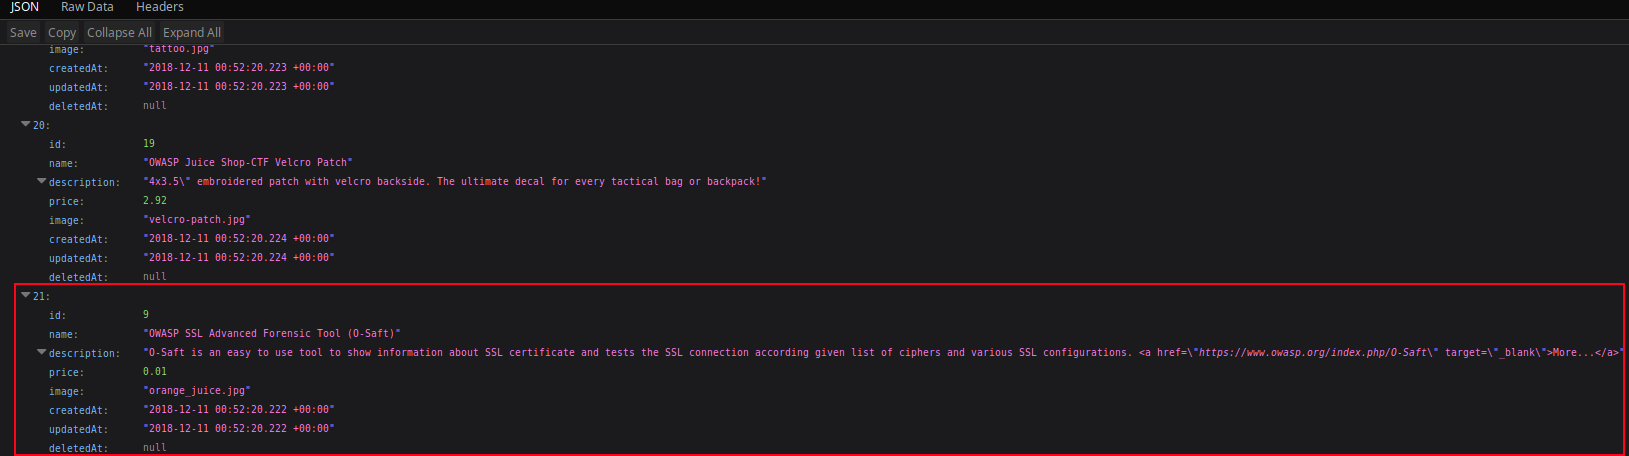 JSON Raw Data Headers
Save Copy Collapse All Expand All
image: "tattoo.jpg"
createdAt: "2018-12-11 00:52:20.223 +00:00"
updatedAt: "2018-12-11 00:52:20.223 +00:00"
deletedAt: null
20:
id: 19
name: "OWASP Juice Shop-CTF Velcro Patch"
description: "4x3.5\" embroidered patch with velcro backside. The ultimate decal for every tactical bag or backpack!"
price: 2.92
image: "velcro-patch.jpg"
createdAt: "2018-12-11 00:52:20.224 +00:00"
updatedAt: "2018-12-11 00:52:20.224 +00:00"
deletedAt: null
21:
id: 9
name: "OWASP SSL Advanced Forensic Tool (O-Saft)"
description: "O-Saft is an easy to use tool to show information about SSL certificate and tests the SSL connection according given list of ciphers and various SSL configurations. <a href=\"https://www.owasp.org/index.php/O-Saft\" target=\"_blank\">More...</a>"
price: 0.01
image: "orange_juice.jpg"
createdAt: "2018-12-11 00:52:20.222 +00:00"
updatedAt: "2018-12-11 00:52:20.222 +00:00"
deletedAt: null